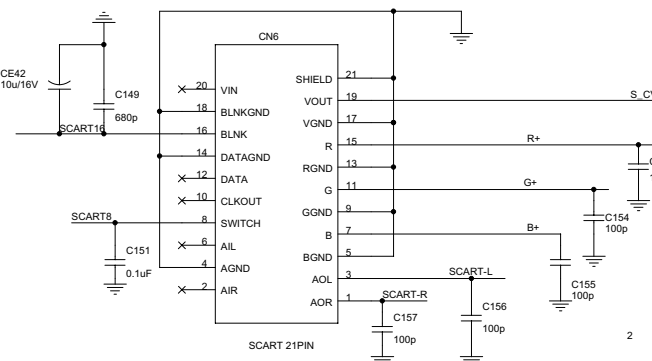 CN6
CE42
10u/16V
C149
680p
SCART16
SCART8
C151
0.1uF
20 VIN
18 BLNKGND
16 BLNK
14 DATAGND
12 DATA
10 CLKOUT
8 SWITCH
6 AIL
4 AGND
2 AIR
SHIELD 21
VOUT 19 S_CV
VGND 17
R 15 R+
RGND 13
G 11 G+
GGND 9
B 7 B+
BGND 5
AOL 3 SCART-L
AOR 1 SCART-R
C154
100p
C155
100p
C156
100p
C157
100p
SCART 21PIN
2